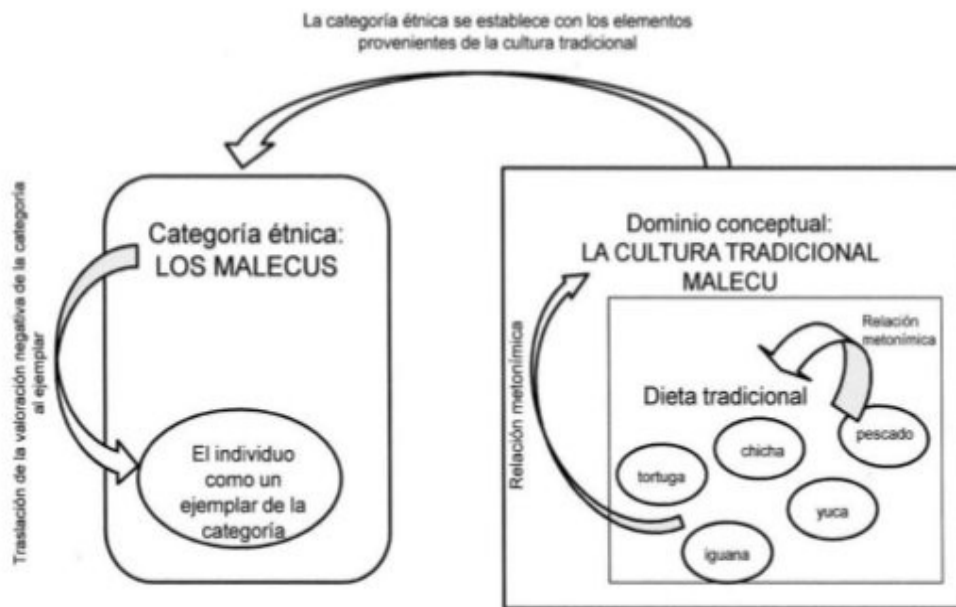 La categoría étnica se establece con los elementos
provenientes de la cultura tradicional
Traslación de la valoración negativa de la categoría
al ejemplar
Categoría étnica:
LOS MALECUS
El individuo
como un
ejemplar de la
categoría
Relación metonímica
Dominio conceptual:
LA CULTURA TRADICIONAL
MALECU
Relación
metonímica
Dieta tradicional
pescado
chicha
tortuga
yuca
iguana